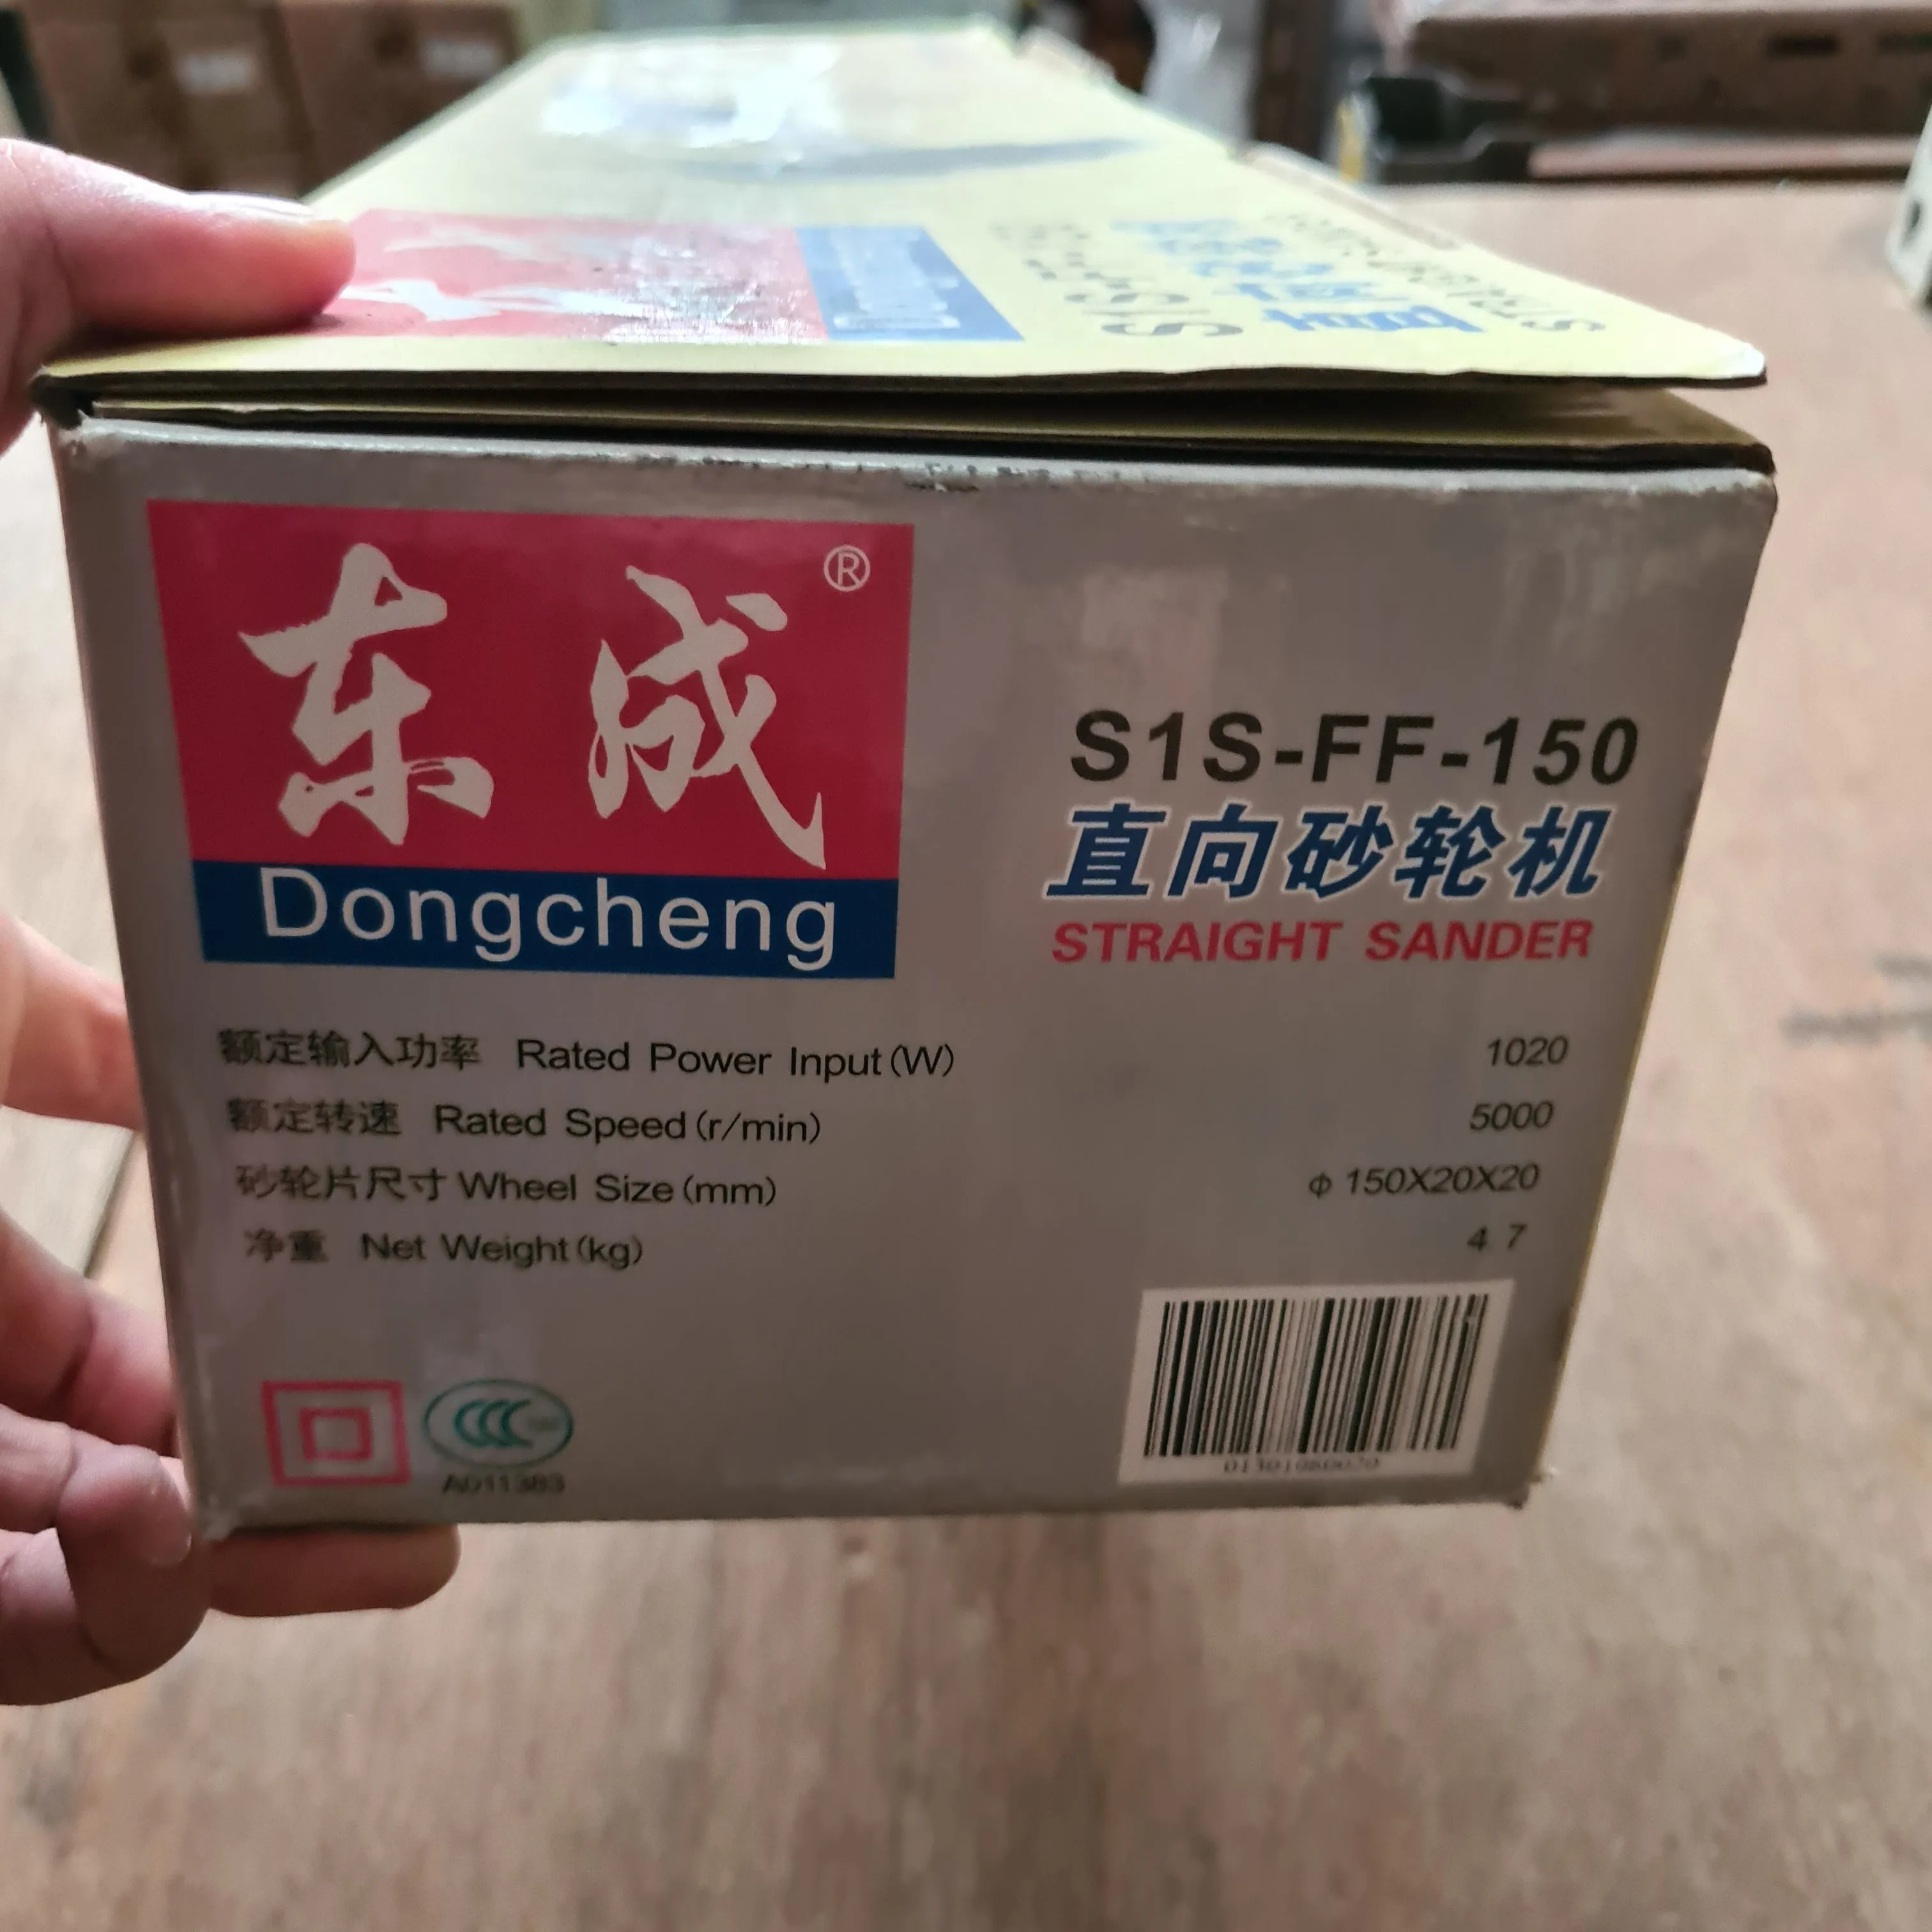 东成®
Dongcheng
S1S-FF-150
直向砂轮机
STRAIGHT SANDER
额定输入功率 Rated Power Input(W) 1020
额定转速 Rated Speed(r/min) 5000
砂轮片尺寸 Wheel Size(mm) φ150X20X20
净重 Net Weight(kg) 4 7
CCC
A011383